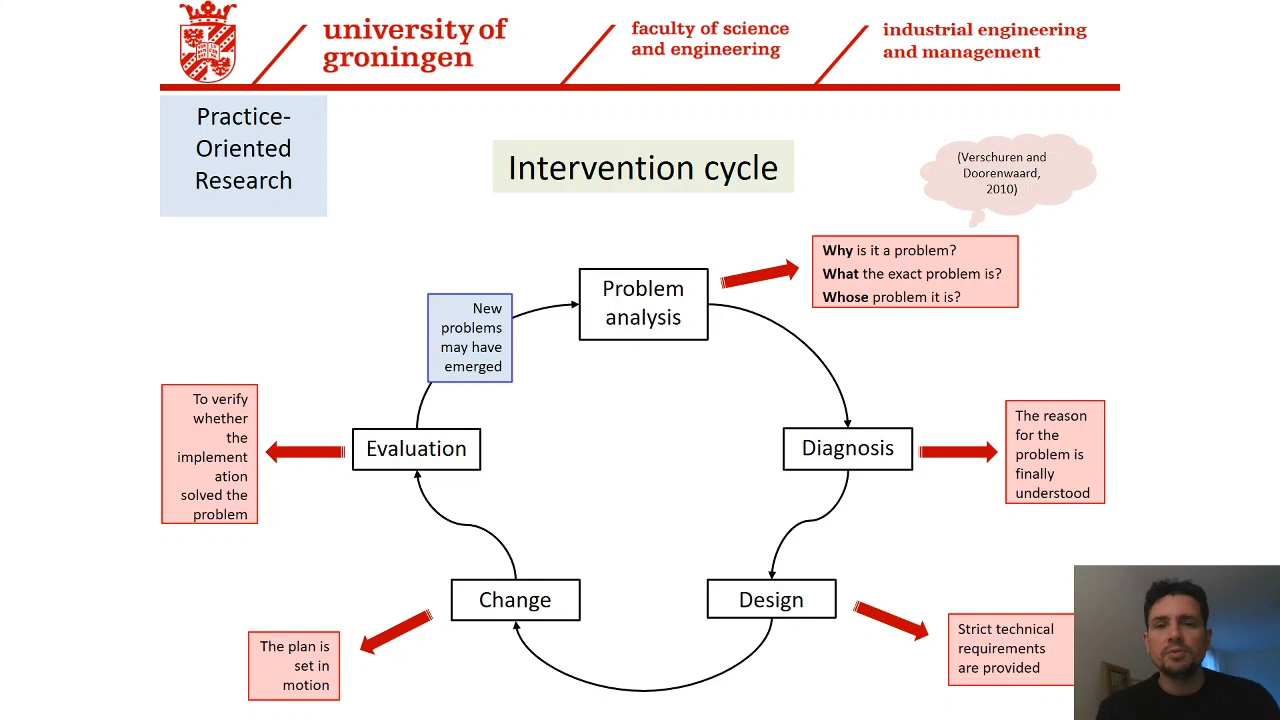 university of
groningen
faculty of science
and engineering
industrial engineering
and management
Practice-
Oriented
Research
Intervention cycle
(Verschuren and
Doorenwaard,
2010)
Why is it a problem?
What the exact problem is?
Whose problem it is?
Problem
analysis
New
problems
may have
emerged
To verify
whether
the
implement
ation
solved the
problem
Evaluation
Diagnosis
The reason
for the
problem is
finally
understood
Change
Design
The plan is
set in
motion
Strict technical
requirements
are provided